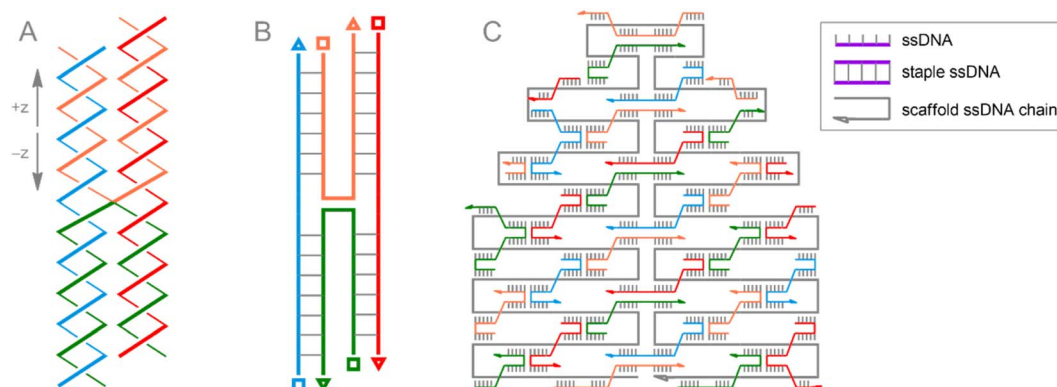 A
B
C
+z
−z
ssDNA
staple ssDNA
scaffold ssDNA chain